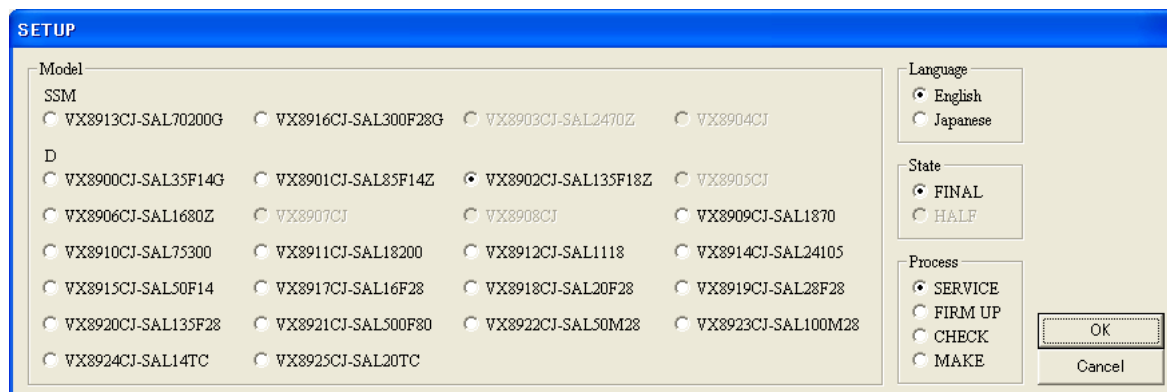 SETUP
Model
SSM
VX8913CJ-SAL70200G VX8916CJ-SAL300F28G VX8903CJ-SAL2470Z VX8904CJ
D
VX8900CJ-SAL35F14G VX8901CJ-SAL85F14Z VX8902CJ-SAL135F18Z VX8905CJ
VX8906CJ-SAL1680Z VX8907CJ VX8908CJ VX8909CJ-SAL1870
VX8910CJ-SAL75300 VX8911CJ-SAL18200 VX8912CJ-SAL1118 VX8914CJ-SAL24105
VX8915CJ-SAL50F14 VX8917CJ-SAL16F28 VX8918CJ-SAL20F28 VX8919CJ-SAL28F28
VX8920CJ-SAL135F28 VX8921CJ-SAL500F80 VX8922CJ-SAL50M28 VX8923CJ-SAL100M28
VX8924CJ-SAL14TC VX8925CJ-SAL20TC
Language
English
Japanese
State
FINAL
HALF
Process
SERVICE
FIRM UP
CHECK
MAKE
OK
Cancel